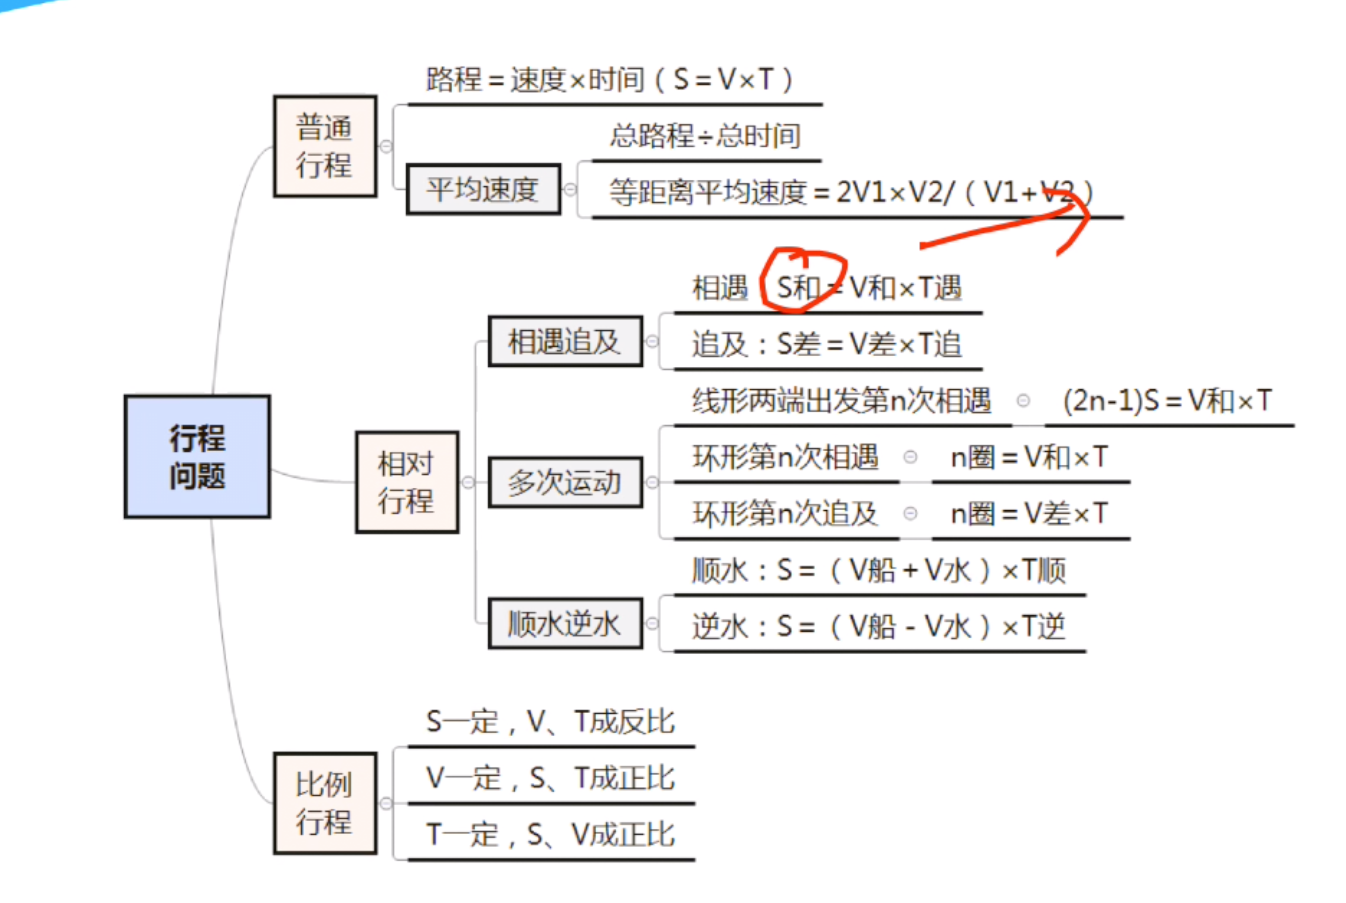 路程=速度×时间(S=V×T)
普通
行程
总路程÷总时间
平均速度
等距离平均速度=2V1×V2/(V1+V2)
相遇 S和=V和×T遇
相遇追及
追及:S差=V差×T追
线形两端出发第n次相遇 (2n-1)S=V和×T
行程
问题
相对
行程
环形第n次相遇 n圈=V和×T
多次运动
环形第n次追及 n圈=V差×T
顺水:S=(V船+V水)×T顺
顺水逆水
逆水:S=(V船-V水)×T逆
S一定,V、T成反比
比例
行程
V一定,S、T成正比
T一定,S、V成正比